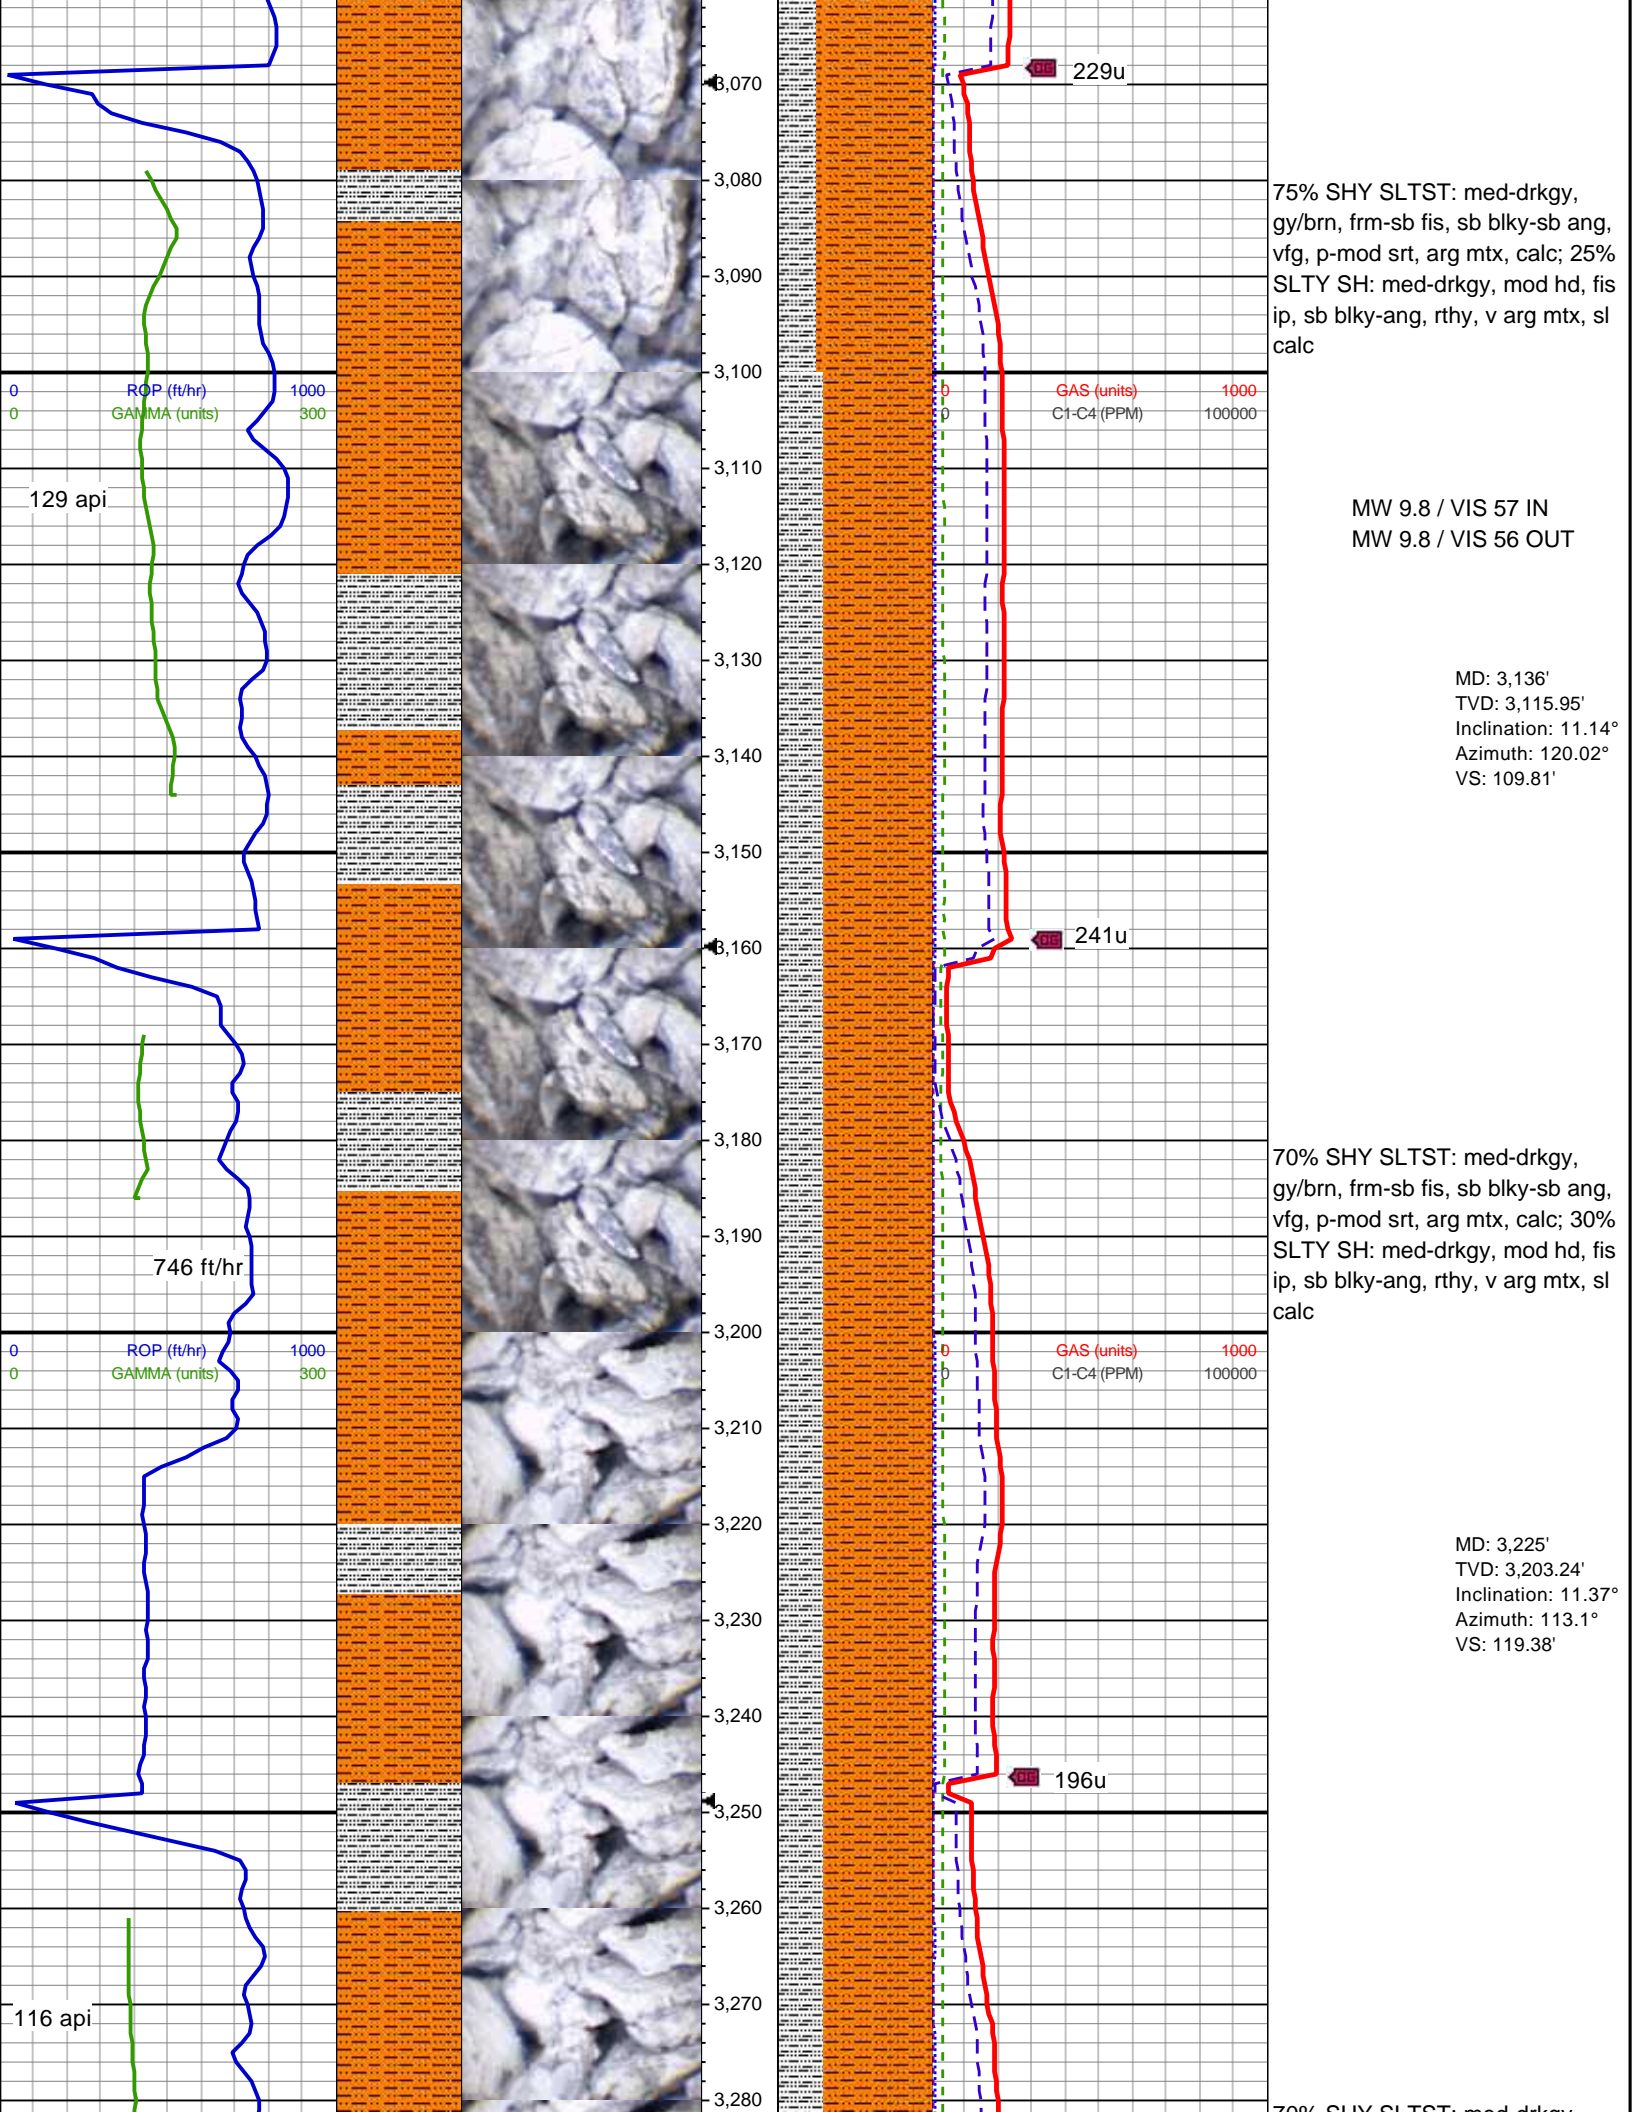 3,070
229u
3,080
75% SHY SLTST: med-drkgy,
gy/brn, frm-sb fis, sb blky-sb ang,
vfg, p-mod srt, arg mtx, calc; 25%
SLTY SH: med-drkgy, mod hd, fis
ip, sb blky-ang, rthy, v arg mtx, sl
calc
3,090
3,100
0 ROP (ft/hr) 1000
0 GAMMA (units) 300
0 GAS (units) 1000
0 C1-C4 (PPM) 100000
3,110
129 api
MW 9.8 / VIS 57 IN
MW 9.8 / VIS 56 OUT
3,120
3,130
MD: 3,136'
TVD: 3,115.95'
Inclination: 11.14°
Azimuth: 120.02°
VS: 109.81'
3,140
3,150
241u
3,160
3,170
3,180
70% SHY SLTST: med-drkgy,
gy/brn, frm-sb fis, sb blky-sb ang,
vfg, p-mod srt, arg mtx, calc; 30%
SLTY SH: med-drkgy, mod hd, fis
ip, sb blky-ang, rthy, v arg mtx, sl
calc
3,190
746 ft/hr
3,200
0 ROP (ft/hr) 1000
0 GAMMA (units) 300
0 GAS (units) 1000
0 C1-C4 (PPM) 100000
3,210
3,220
MD: 3,225'
TVD: 3,203.24'
Inclination: 11.37°
Azimuth: 113.1°
VS: 119.38'
3,230
3,240
196u
3,250
3,260
3,270
116 api
3,280
70% SHY SLTST: med-drkgy,